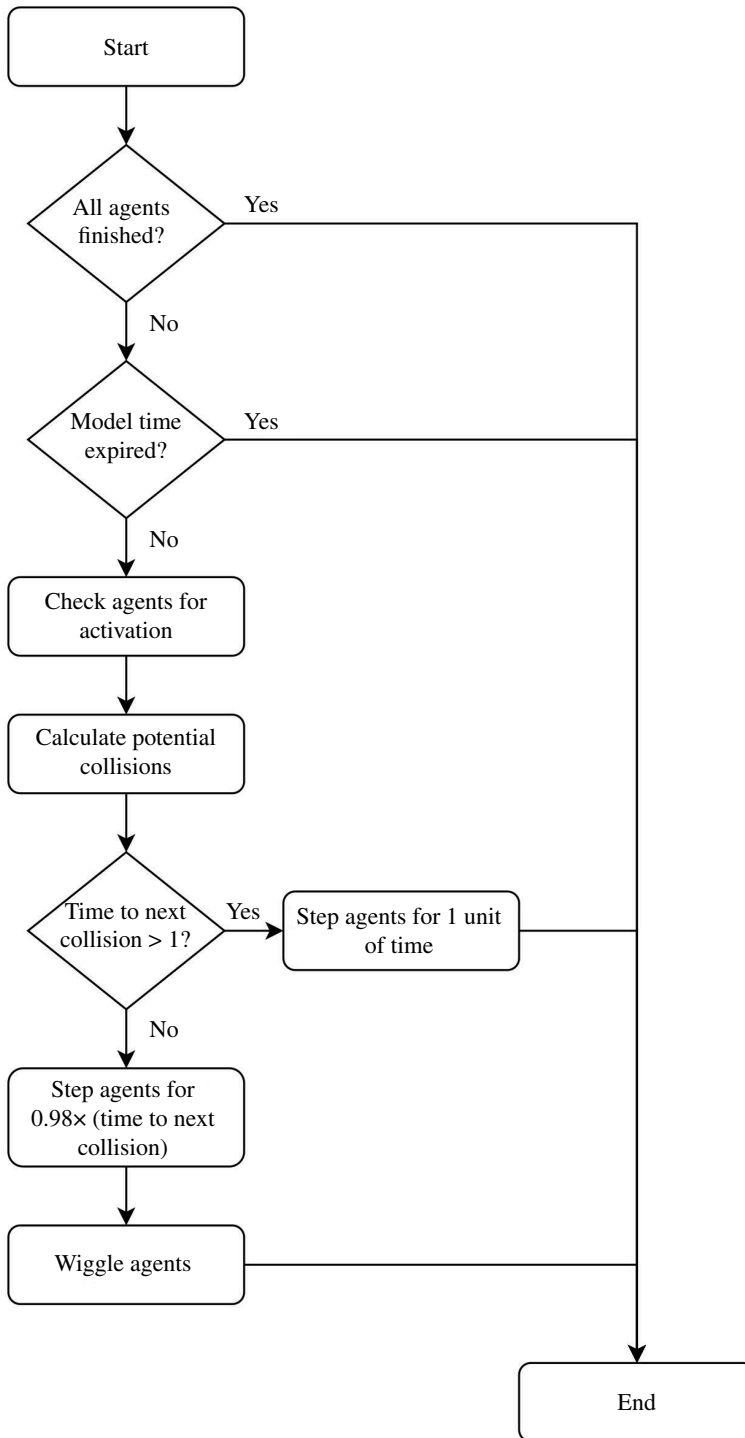 Start
All agents
finished?
Yes
No
Model time
expired?
Yes
No
Check agents for
activation
Calculate potential
collisions
Time to next
collision > 1?
Yes
Step agents for 1 unit
of time
No
Step agents for
0.98× (time to next
collision)
Wiggle agents
End